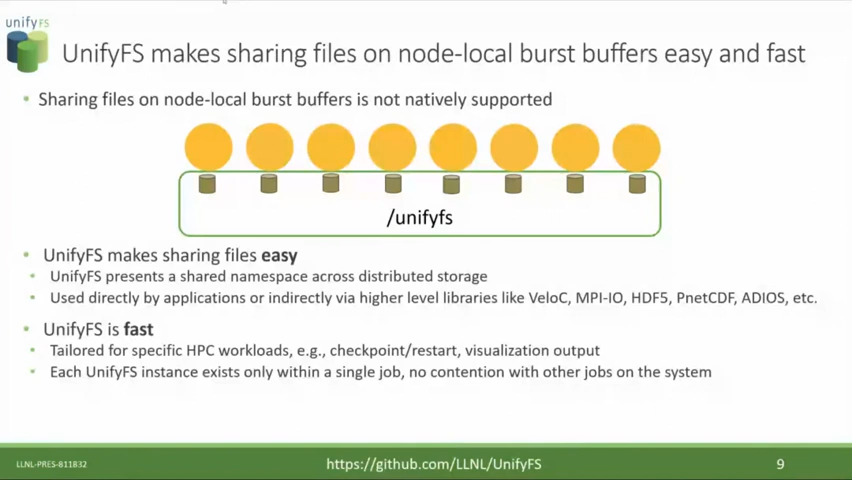 unify FS
UnifyFS makes sharing files on node-local burst buffers easy and fast
• Sharing files on node-local burst buffers is not natively supported
/unifyfs
• UnifyFS makes sharing files easy
• UnifyFS presents a shared namespace across distributed storage
• Used directly by applications or indirectly via higher level libraries like VeloC, MPI-IO, HDF5, PnetCDF, ADIOS, etc.
• UnifyFS is fast
• Tailored for specific HPC workloads, e.g., checkpoint/restart, visualization output
• Each UnifyFS instance exists only within a single job, no contention with other jobs on the system
LLNL-PRES-811B32
https://github.com/LLNL/UnifyFS
9